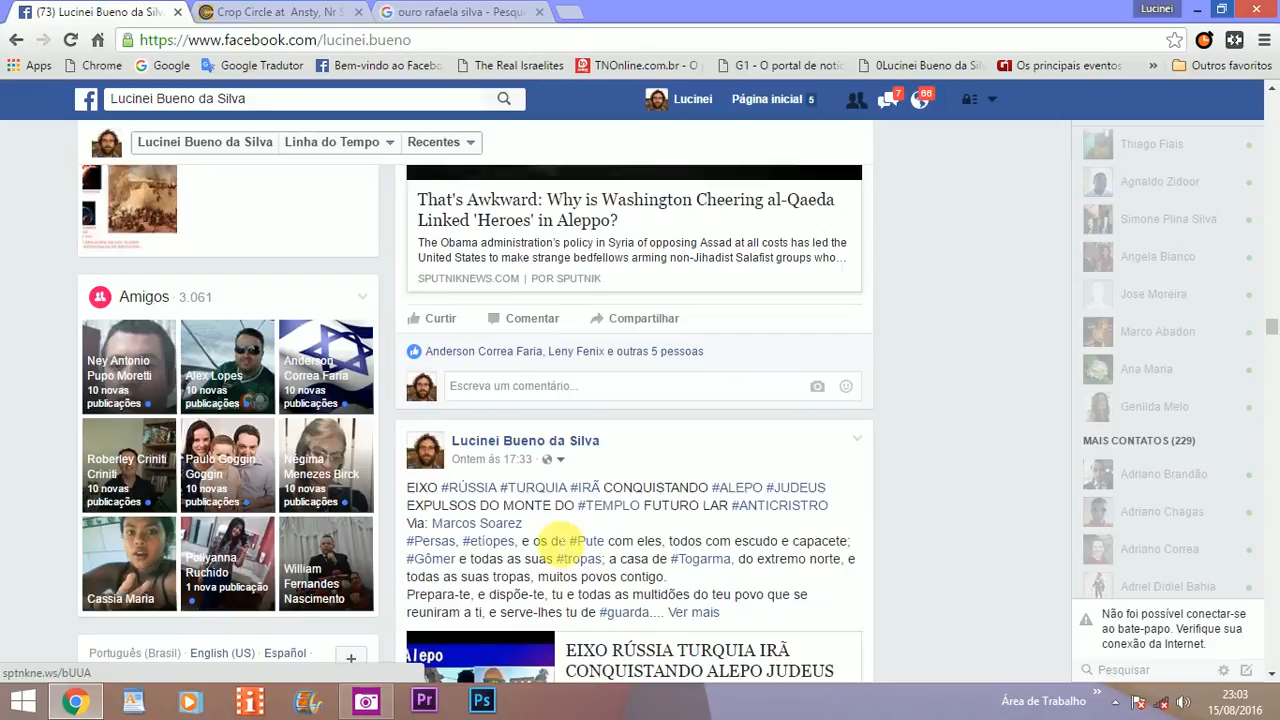 (73) Lucinei Bueno da Silv
Crop Circle at Ansty, Nr S
ouro rafaela silva - Pesqu
Lucinei
https://www.facebook.com/lucinei.bueno
Apps
Chrome
Google
Google Tradutor
Bem-vindo ao Facebo
The Real Israelites
TNOnline.com.br -
G1 - O portal de notí
0Lucinei Bueno da Sil
Os principais evento
»
Outros favoritos
Lucinei Bueno da Silva
Lucinei
Página inicial 5
7
66
Lucinei Bueno da Silva
Linha do Tempo
Recentes
That's Awkward: Why is Washington Cheering al-Qaeda
Linked 'Heroes' in Aleppo?
The Obama administration's policy in Syria of opposing Assad at all costs has led the
United States to make strange bedfellows arming non-Jihadist Salafist groups who...
SPUTNIKNEWS.COM | POR SPUTNIK
Curtir
Comentar
Compartilhar
Anderson Correa Faria, Leny Fenix e outras 5 pessoas
Escreva um comentário...
Amigos 3.061
Ney Antonio
Pupo Moretti
10 novas
publicações
Alex Lopes
10 novas
publicações
Anderson
Correa Faria
10 novas
publicações
Roberley Criniti
Criniti
10 novas
publicações
Paulo Goggin
Goggin
10 novas
publicações
Negima
Menezes Birck
10 novas
publicações
Cassia Maria
Pollyanna
Ruchido
1 nova publicação
William
Fernandes
Nascimento
Português (Brasil) · English (US) · Español ·
+
Lucinei Bueno da Silva
Ontem às 17:33
EIXO #RÚSSIA #TURQUIA #IRÃ CONQUISTANDO #ALEPO #JUDEUS
EXPULSOS DO MONTE DO #TEMPLO FUTURO LAR #ANTICRISTRO
Via: Marcos Soarez
#Persas, #etíopes, e os de #Pute com eles, todos com escudo e capacete;
#Gômer e todas as suas #tropas; a casa de #Togarma, do extremo norte, e
todas as suas tropas, muitos povos contigo.
Prepara-te, e dispõe-te, tu e todas as multidões do teu povo que se
reuniram a ti, e serve-lhes tu de #guarda.... Ver mais
Alepo
EIXO RÚSSIA TURQUIA IRÃ
CONQUISTANDO ALEPO JUDEUS
Thiago Fiais
Agnaldo Zidoor
Simone Plina Silva
Angela Bianco
Jose Moreira
Marco Abadon
Ana Maria
Genilda Melo
MAIS CONTATOS (229)
Adriano Brandão
Adriano Chagas
Adriano Correa
Adriel Didiel Bahia
Não foi possível conectar-se
ao bate-papo. Verifique sua
conexão da Internet.
Pesquisar
sptnkne.ws/bUUA
Pr
Ps
Área de Trabalho
»
23:03
15/08/2016